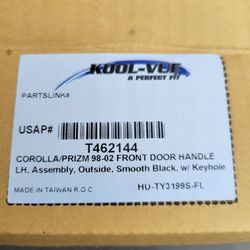 KOOL-VUE
A PERFECT FIT
PARTSLINK#
USAP#
T462144
COROLLA/PRIZM 98-02 FRONT DOOR HANDLE
LH, Assembly, Outside, Smooth Black, w/ Keyhole
MADE IN TAIWAN R.O.C
HU-TY3199S-FL